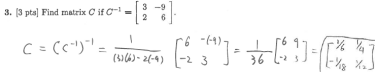 3. [3 pts] Find matrix C if C⁻¹ = [3 -9; 2 6].
C = (C⁻¹)⁻¹ = 1/((3)(6)-2(-9)) [6 -(-9); -2 3] = 1/36 [6 9; -2 3] = [1/6 1/4; -1/18 1/12]